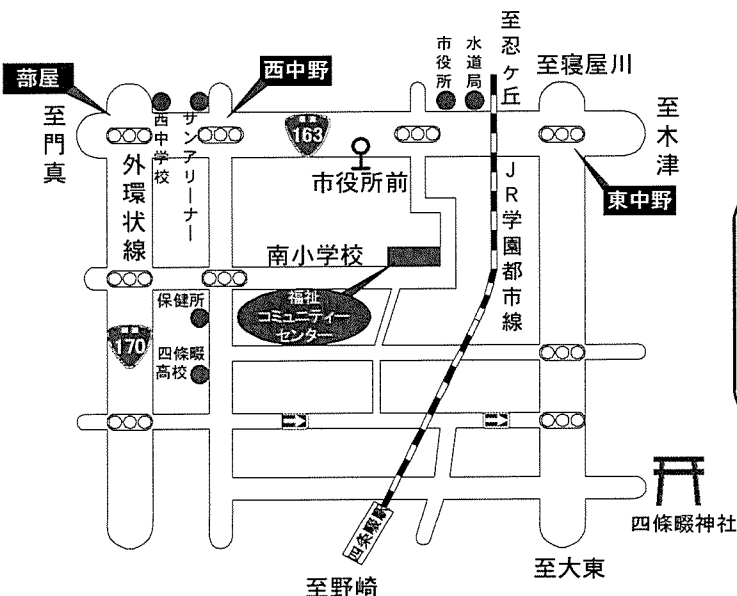 至忍ケ丘
市役所
水道局
西中野
至寝屋川
蔀屋
至門真
西中学校
サンアリーナー
163
市役所前
至木津
外環状線
JR学園都市線
東中野
南小学校
福祉
コミュニティー
センター
保健所
170
四條畷
高校
四条畷駅
四條畷神社
至大東
至野崎